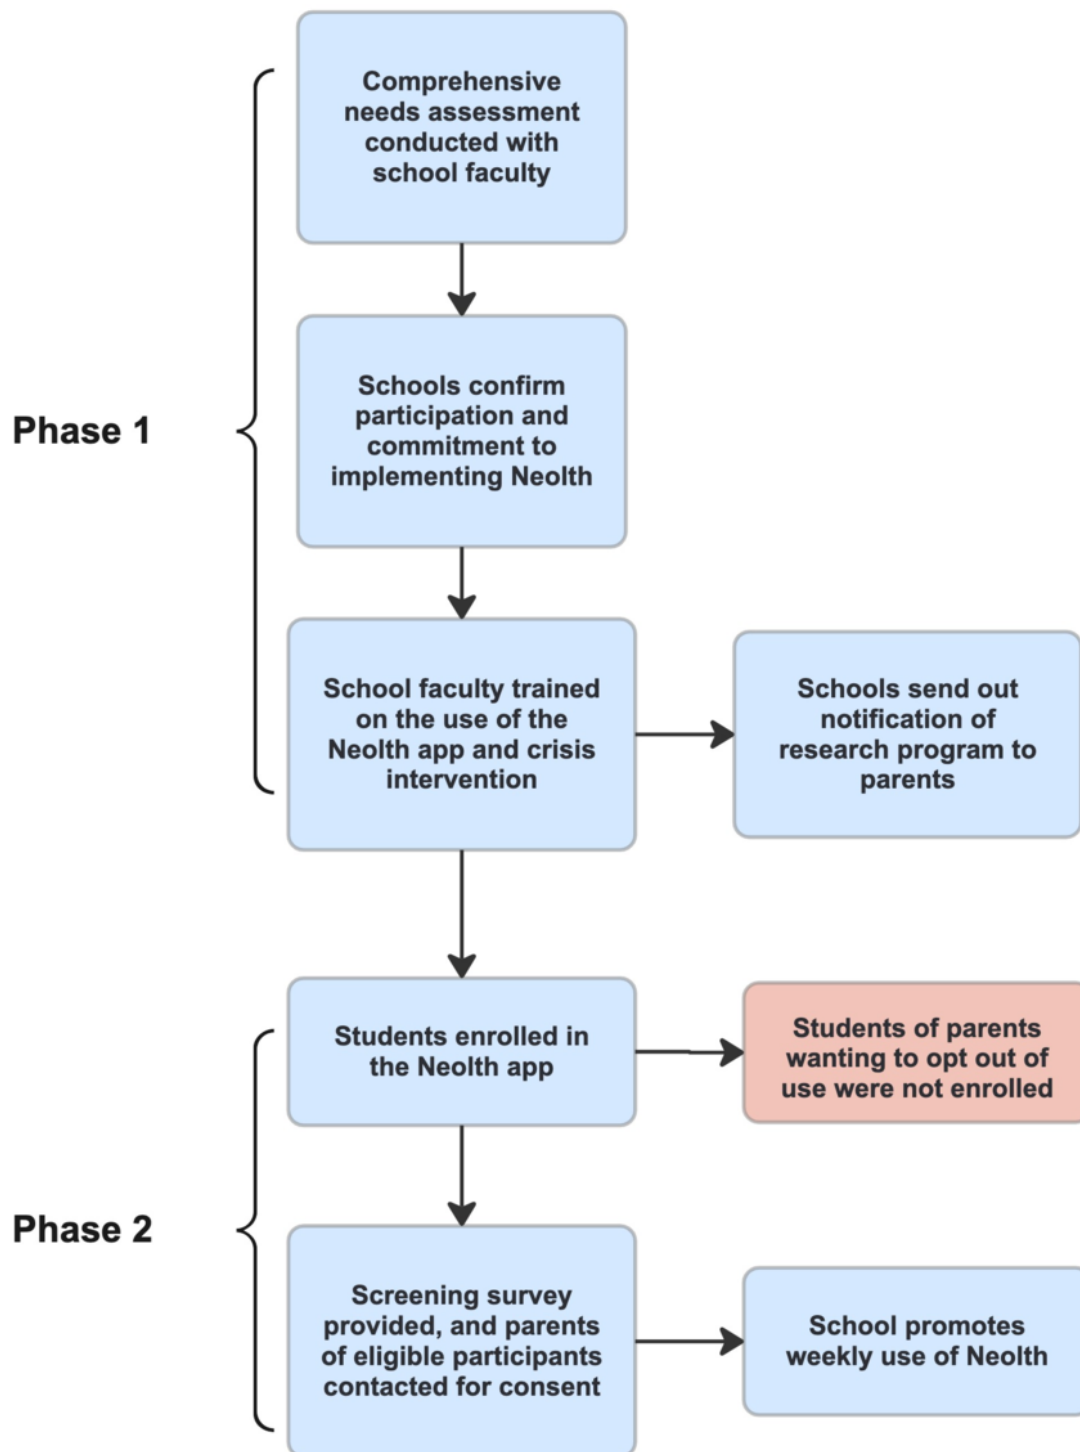 Comprehensive
needs assessment
conducted with
school faculty
Phase 1
Schools confirm
participation and
commitment to
implementing Neolth
School faculty trained
on the use of the
Neolth app and crisis
intervention
Schools send out
notification of
research program to
parents
Students enrolled in
the Neolth app
Students of parents
wanting to opt out of
use were not enrolled
Phase 2
Screening survey
provided, and parents
of eligible participants
contacted for consent
School promotes
weekly use of Neolth